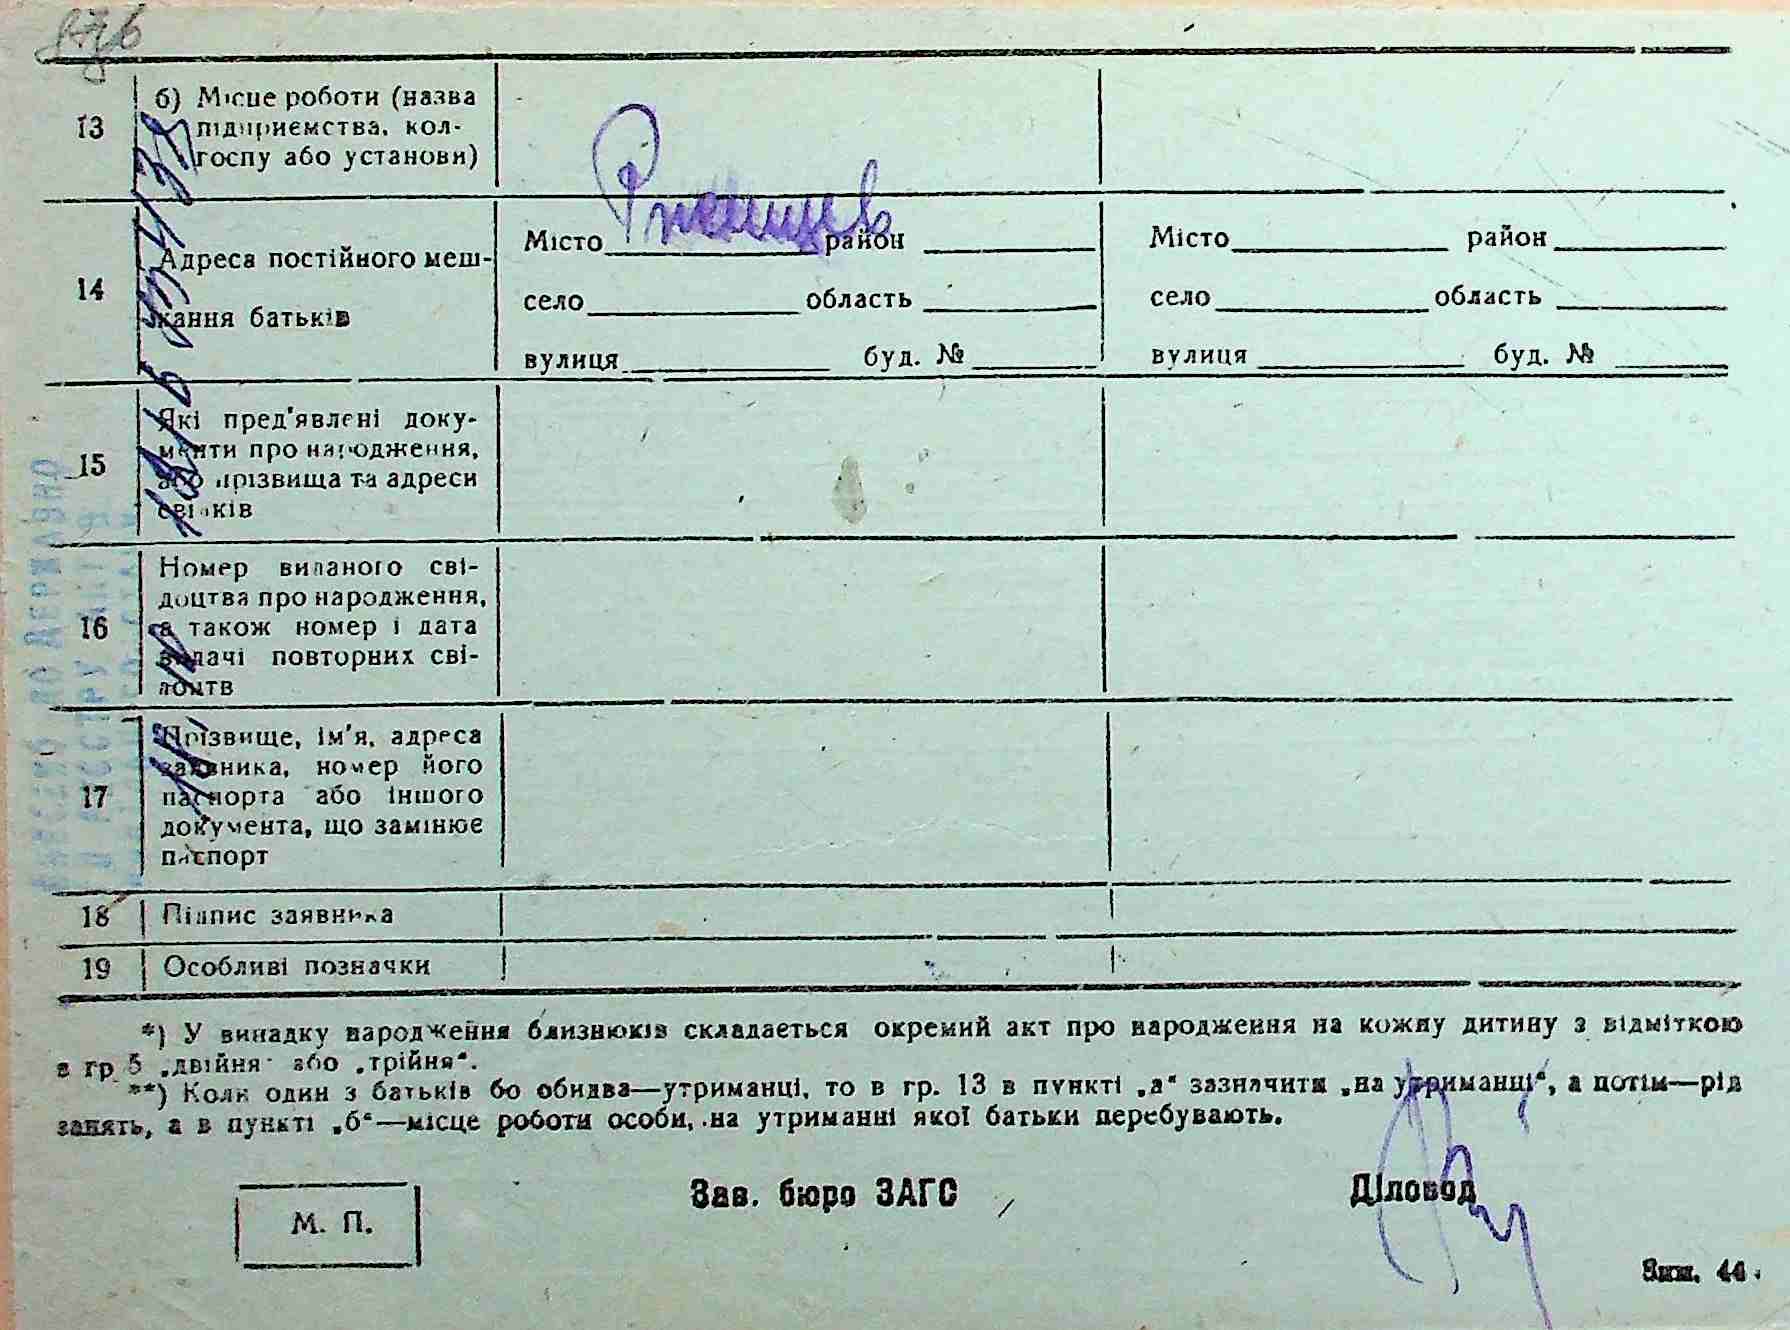 13 б) Місце роботи (назва
підприємства, кол-
госпу або установи)
14 Адреса постійного меш-
кання батьків
Місто район
село область
вулиця буд. №
Місто район
село область
вулиця буд. №
15 Які пред'явлені доку-
менти про народження,
або прізвища та адреси
свідків
16 Номер виданого сві-
доцтва про народження,
а також номер і дата
видачі повторних сві-
доцтв
17 Прізвище, ім'я, адреса
заявника, номер його
паспорта або іншого
документа, що замінює
паспорт
18 Підпис заявника
19 Особливі позначки
*) У випадку народження близнюків складається окремий акт про народження на кожну дитину з відміткою
в гр 5 „двійня" або „трійня".
**) Коли один з батьків бо обидва—утриманці, то в гр. 13 в пункті „а" зазначити „на утриманці", а потім—рід
занять, а в пункті „б"—місце роботи особи, на утриманні якої батьки перебувають.
М. П.
Зав. бюро ЗАГС
Діловод
Зам. 44